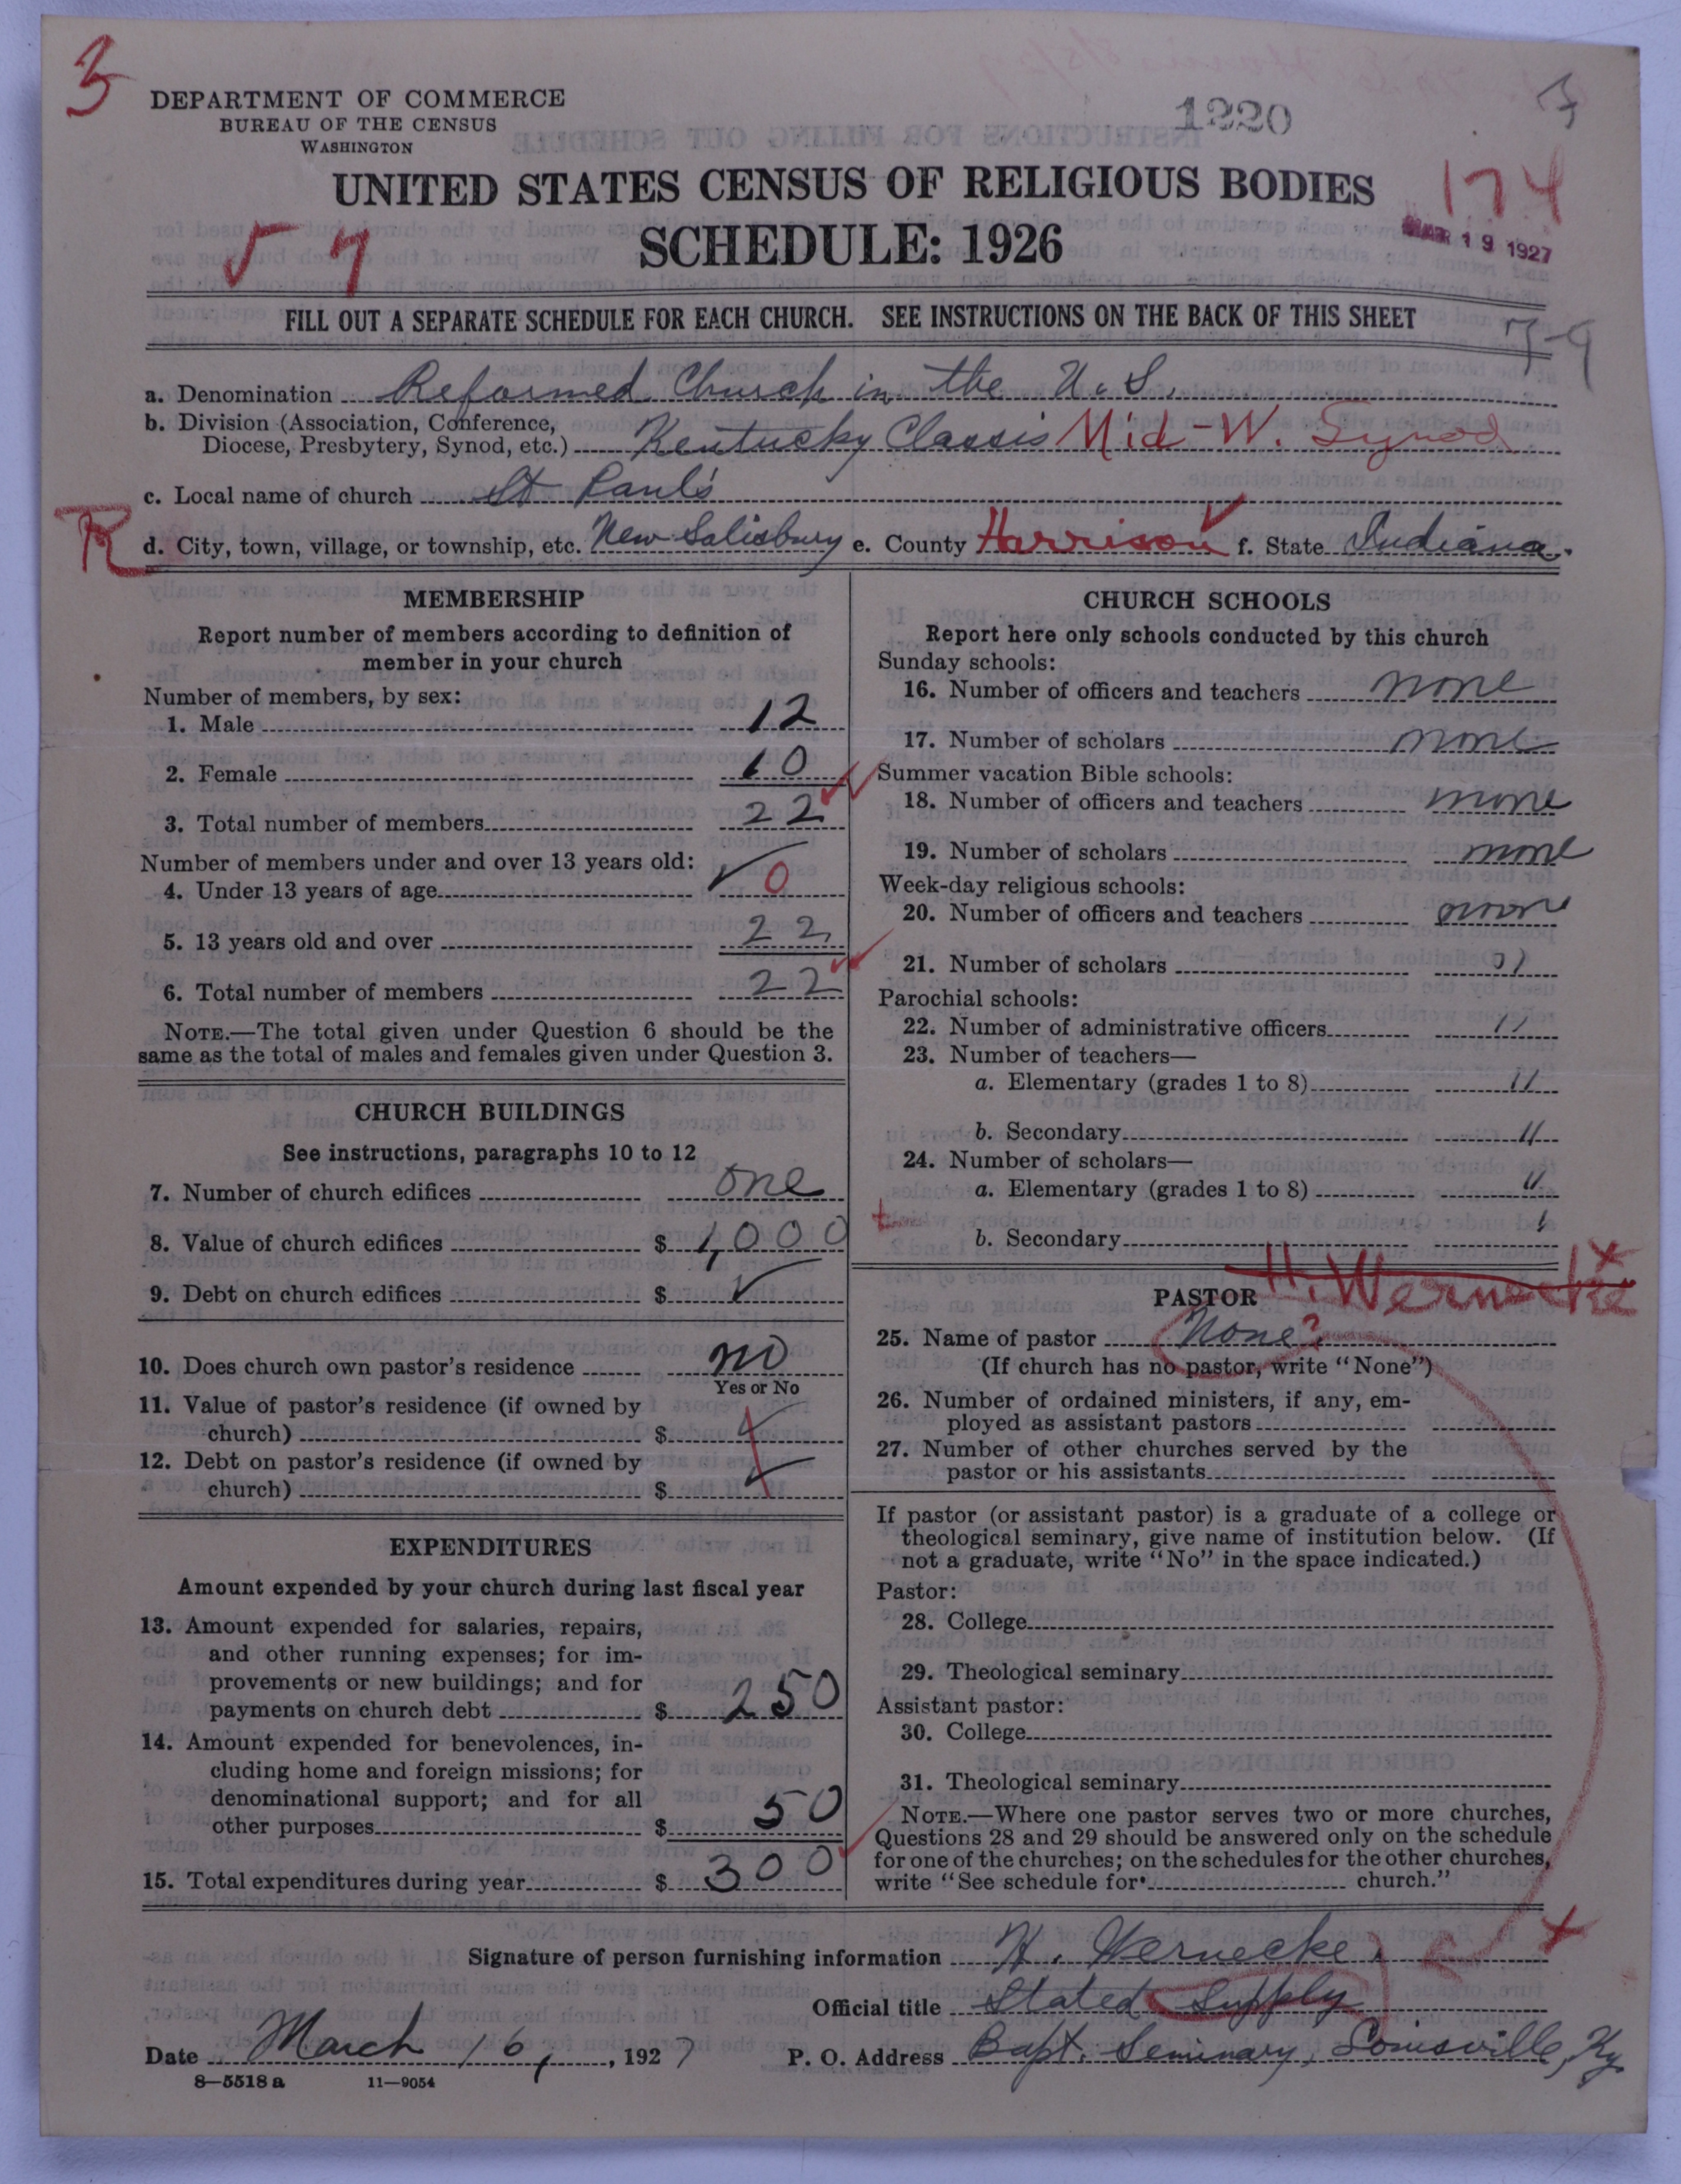 3
DEPARTMENT OF COMMERCE
BUREAU OF THE CENSUS
WASHINGTON
1220
UNITED STATES CENSUS OF RELIGIOUS BODIES
174
SCHEDULE: 1926
MAR 19 1927
FILL OUT A SEPARATE SCHEDULE FOR EACH CHURCH. SEE INSTRUCTIONS ON THE BACK OF THIS SHEET
7-9
a. Denomination Reformed Church in the U. S.
b. Division (Association, Conference,
Diocese, Presbytery, Synod, etc.) Kentucky Classis Mid-W. Synod
c. Local name of church St Paul's
R
d. City, town, village, or township, etc. New Salisbury e. County Harrison f. State Indiana.
MEMBERSHIP
Report number of members according to definition of
member in your church
Number of members, by sex:
1. Male 12
2. Female 10
3. Total number of members 22
Number of members under and over 13 years old:
4. Under 13 years of age 0
5. 13 years old and over 22
6. Total number of members 22
NOTE.—The total given under Question 6 should be the
same as the total of males and females given under Question 3.
CHURCH BUILDINGS
See instructions, paragraphs 10 to 12
7. Number of church edifices one
8. Value of church edifices $ 1,000
9. Debt on church edifices $
10. Does church own pastor's residence no
Yes or No
11. Value of pastor's residence (if owned by
church) $
12. Debt on pastor's residence (if owned by
church) $
EXPENDITURES
Amount expended by your church during last fiscal year
13. Amount expended for salaries, repairs,
and other running expenses; for im-
provements or new buildings; and for
payments on church debt $ 250
14. Amount expended for benevolences, in-
cluding home and foreign missions; for
denominational support; and for all
other purposes $ 50
15. Total expenditures during year $ 300
CHURCH SCHOOLS
Report here only schools conducted by this church
Sunday schools:
16. Number of officers and teachers none
17. Number of scholars none
Summer vacation Bible schools:
18. Number of officers and teachers none
19. Number of scholars none
Week-day religious schools:
20. Number of officers and teachers none
21. Number of scholars "
Parochial schools:
22. Number of administrative officers "
23. Number of teachers—
a. Elementary (grades 1 to 8) "
b. Secondary "
24. Number of scholars—
a. Elementary (grades 1 to 8) "
b. Secondary
PASTOR H. Wernecke
25. Name of pastor None?
(If church has no pastor, write "None")
26. Number of ordained ministers, if any, em-
ployed as assistant pastors
27. Number of other churches served by the
pastor or his assistants
If pastor (or assistant pastor) is a graduate of a college or
theological seminary, give name of institution below. (If
not a graduate, write "No" in the space indicated.)
Pastor:
28. College
29. Theological seminary
Assistant pastor:
30. College
31. Theological seminary
NOTE.—Where one pastor serves two or more churches,
Questions 28 and 29 should be answered only on the schedule
for one of the churches; on the schedules for the other churches,
write "See schedule for church."
Signature of person furnishing information H. Wernecke
Official title Stated Supply
Date March 16, 1927 P. O. Address Bapt. Seminary, Louisville, Ky.
8—5518 a 11—9054